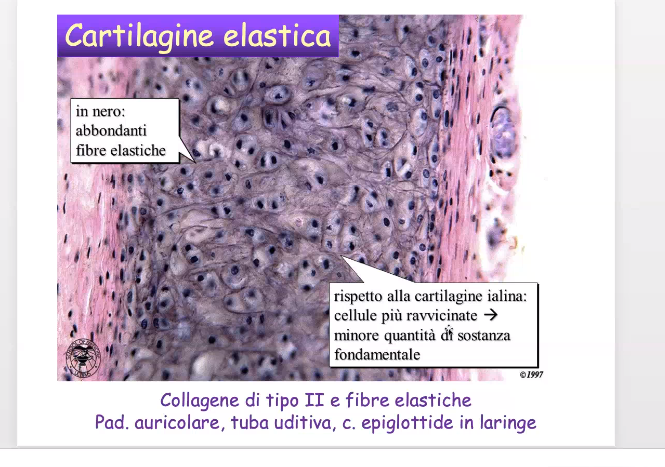 Cartilagine elastica
in nero:
abbondanti
fibre elastiche
rispetto alla cartilagine ialina:
cellule più ravvicinate →
minore quantità di sostanza
fondamentale
©1997
Collagene di tipo II e fibre elastiche
Pad. auricolare, tuba uditiva, c. epiglottide in laringe